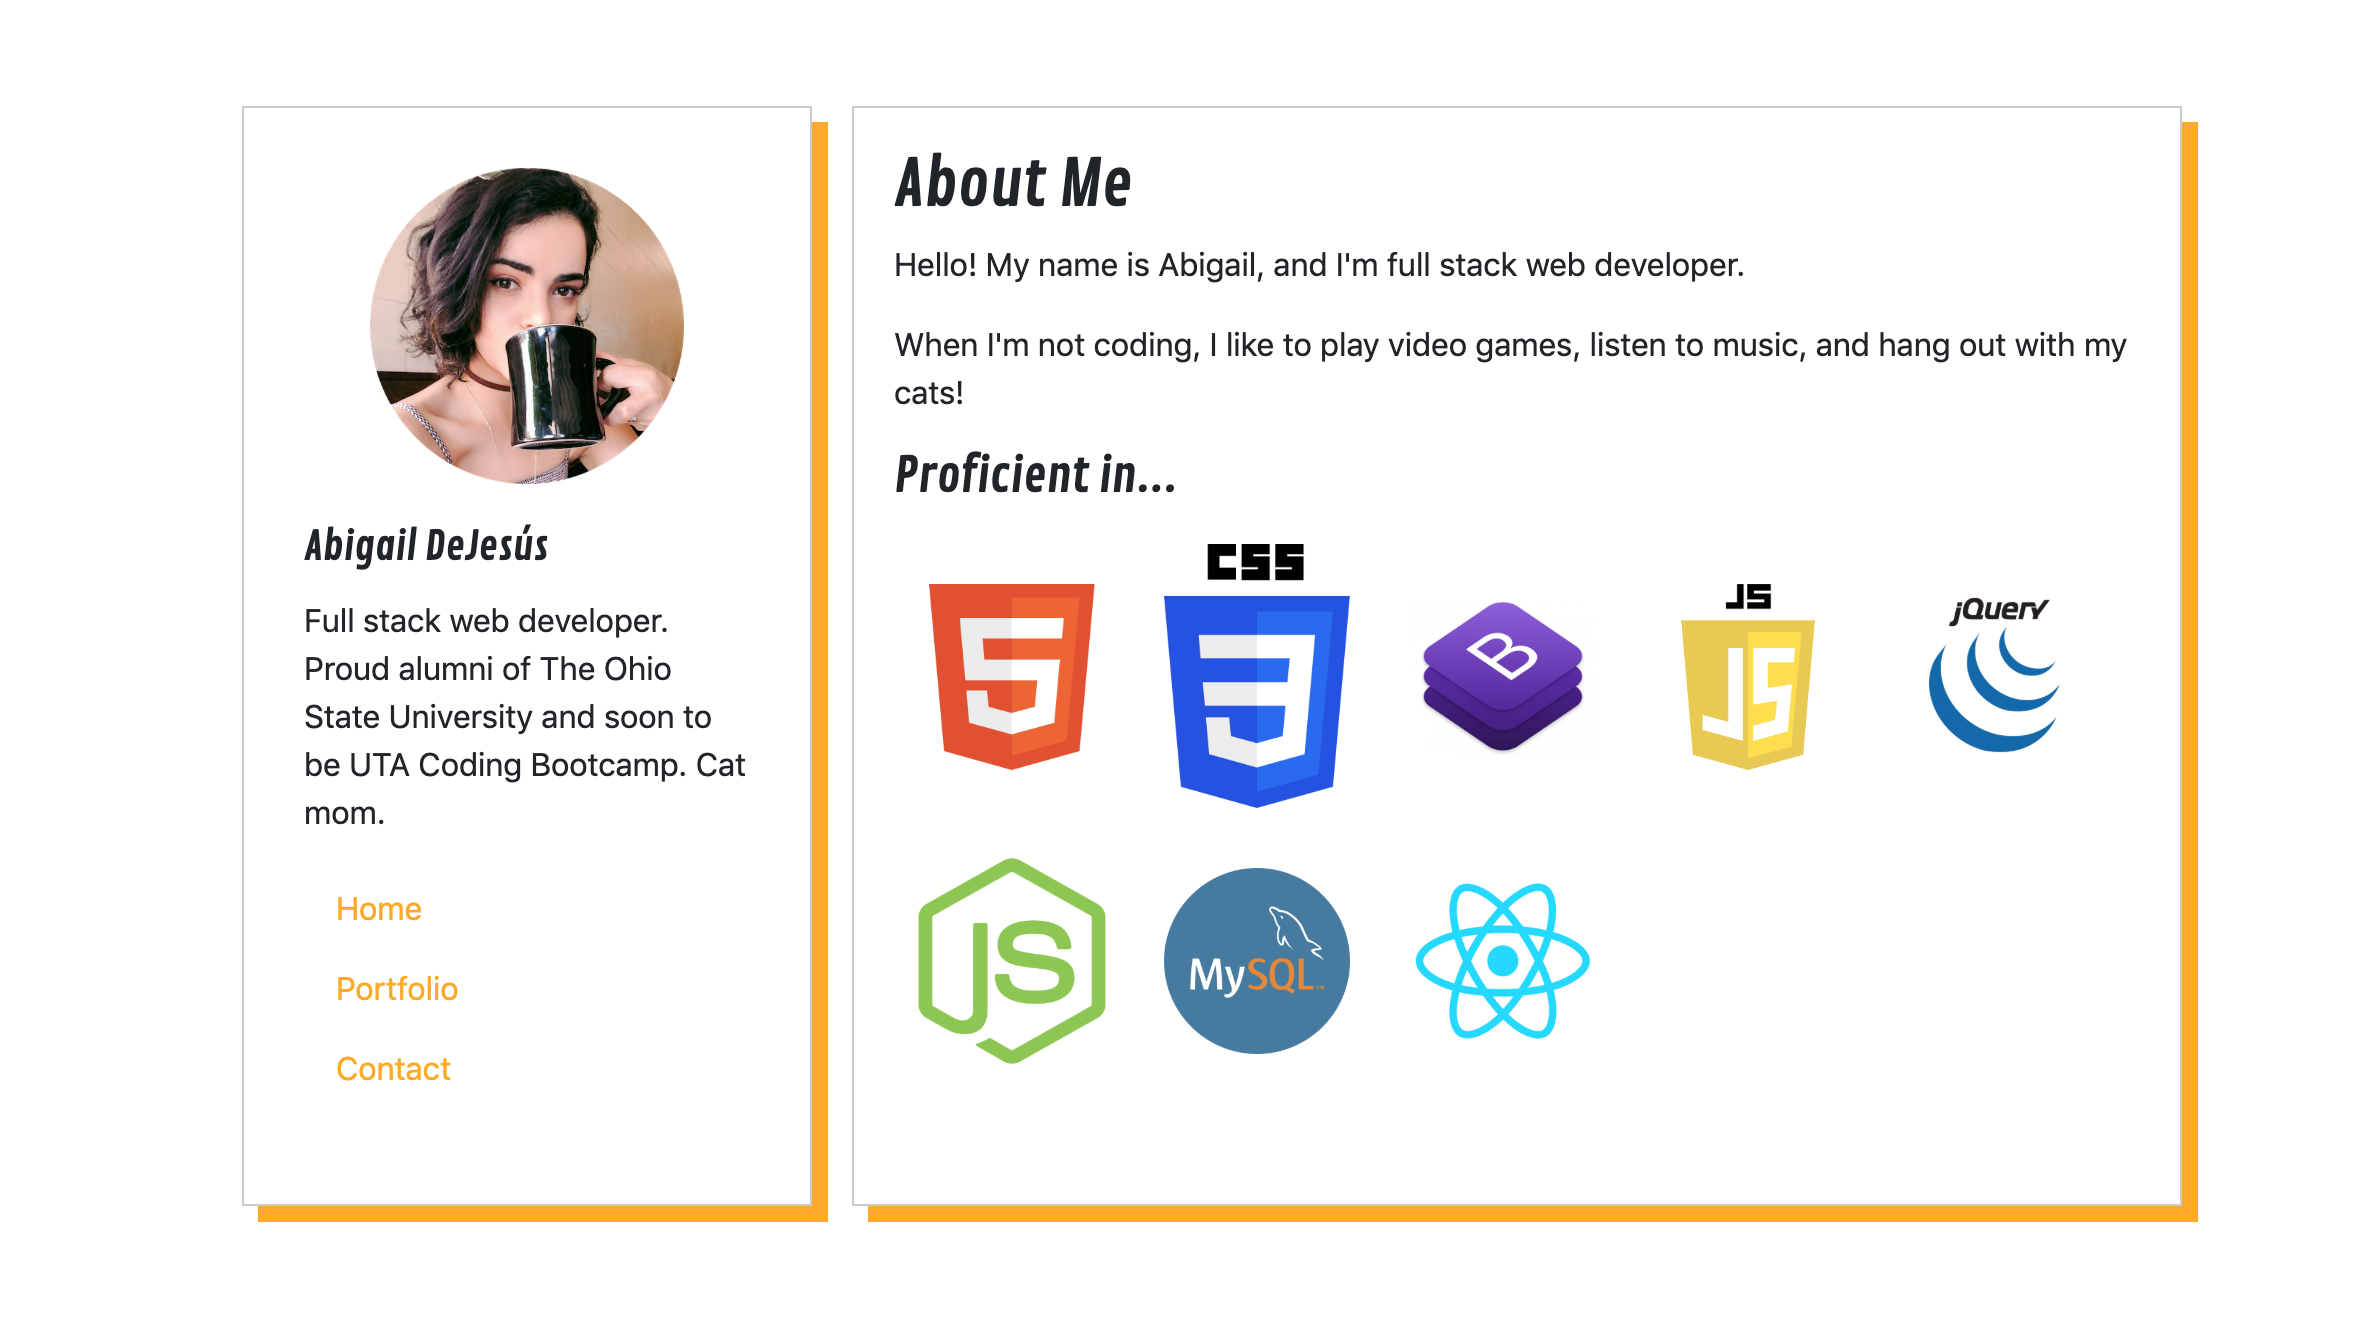 Abigail DeJesús
Full stack web developer.
Proud alumni of The Ohio
State University and soon to
be UTA Coding Bootcamp. Cat
mom.
Home
Portfolio
Contact
About Me
Hello! My name is Abigail, and I'm full stack web developer.
When I'm not coding, I like to play video games, listen to music, and hang out with my
cats!
Proficient in...
5
CSS
3
B
JS
JS
jQuery
JS
MySQL™